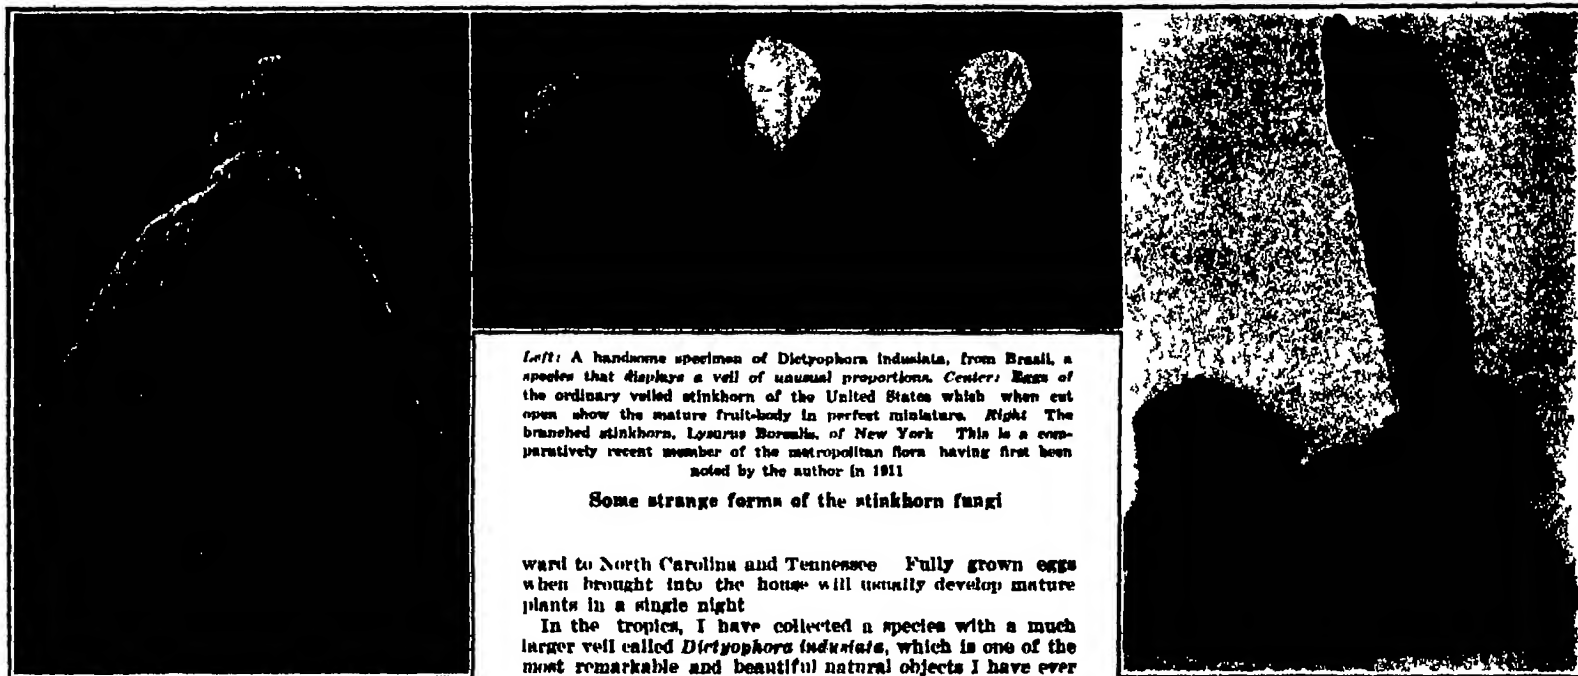 Left: A handsome specimen of Dictyophora indusiata, from Brasil, a
species that displays a veil of unusual proportions. Center: Eggs of
the ordinary veiled stinkhorn of the United States which when cut
open show the mature fruit-body in perfect miniature. Right The
branched stinkhorn, Lysurus Borealis, of New York This is a com-
paratively recent member of the metropolitan flora having first been
noted by the author in 1911
Some strange forms of the stinkhorn fungi
ward to North Carolina and Tennessee Fully grown eggs
when brought into the house will usually develop mature
plants in a single night
In the tropics, I have collected a species with a much
larger veil called Dictyophora indusiata, which is one of the
most remarkable and beautiful natural objects I have ever